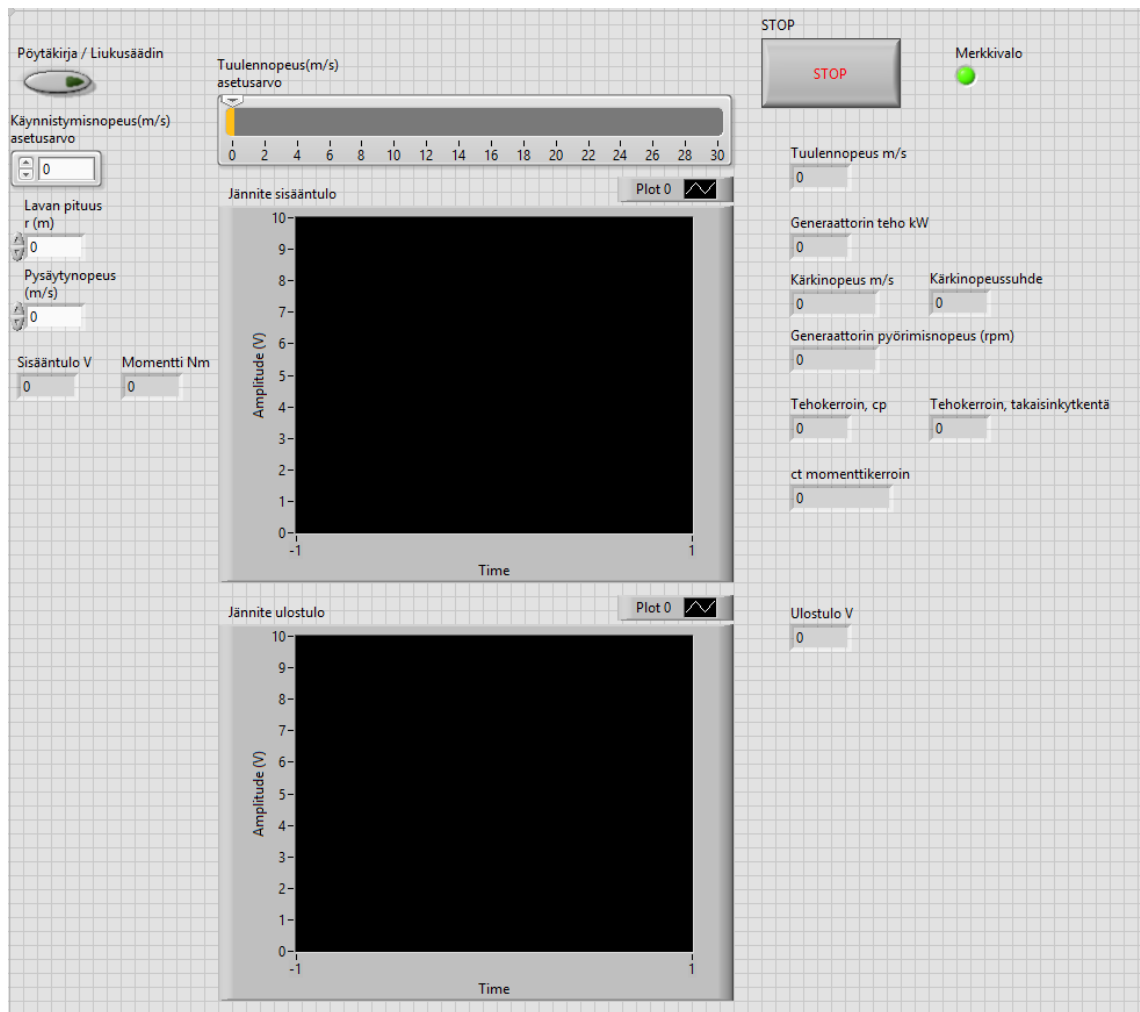 Pöytäkirja / Liukusäädin
Käynnistymisnopeus(m/s)
asetusarvo
0
Lavan pituus
r (m)
0
Pysäytynopeus
(m/s)
0
Sisääntulo V
0
Momentti Nm
0
Tuulennopeus(m/s)
asetusarvo
0 2 4 6 8 10 12 14 16 18 20 22 24 26 28 30
Jännite sisääntulo
Plot 0
Amplitude (V)
10
9
8
7
6
5
4
3
2
1
0
-1 1
Time
Jännite ulostulo
Plot 0
Amplitude (V)
10
9
8
7
6
5
4
3
2
1
0
-1 1
Time
STOP
STOP
Merkkivalo
Tuulennopeus m/s
0
Generaattorin teho kW
0
Kärkinopeus m/s
0
Kärkinopeussuhde
0
Generaattorin pyörimisnopeus (rpm)
0
Tehokerroin, cp
0
Tehokerroin, takaisinkytkentä
0
ct momenttikerroin
0
Ulostulo V
0